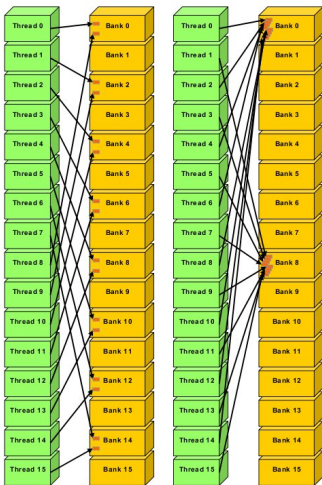 Thread 0 Bank 0 Thread 0 Bank 0
Thread 1 Bank 1 Thread 1 Bank 1
Thread 2 Bank 2 Thread 2 Bank 2
Thread 3 Bank 3 Thread 3 Bank 3
Thread 4 Bank 4 Thread 4 Bank 4
Thread 5 Bank 5 Thread 5 Bank 5
Thread 6 Bank 6 Thread 6 Bank 6
Thread 7 Bank 7 Thread 7 Bank 7
Thread 8 Bank 8 Thread 8 Bank 8
Thread 9 Bank 9 Thread 9 Bank 9
Thread 10 Bank 10 Thread 10 Bank 10
Thread 11 Bank 11 Thread 11 Bank 11
Thread 12 Bank 12 Thread 12 Bank 12
Thread 13 Bank 13 Thread 13 Bank 13
Thread 14 Bank 14 Thread 14 Bank 14
Thread 15 Bank 15 Thread 15 Bank 15